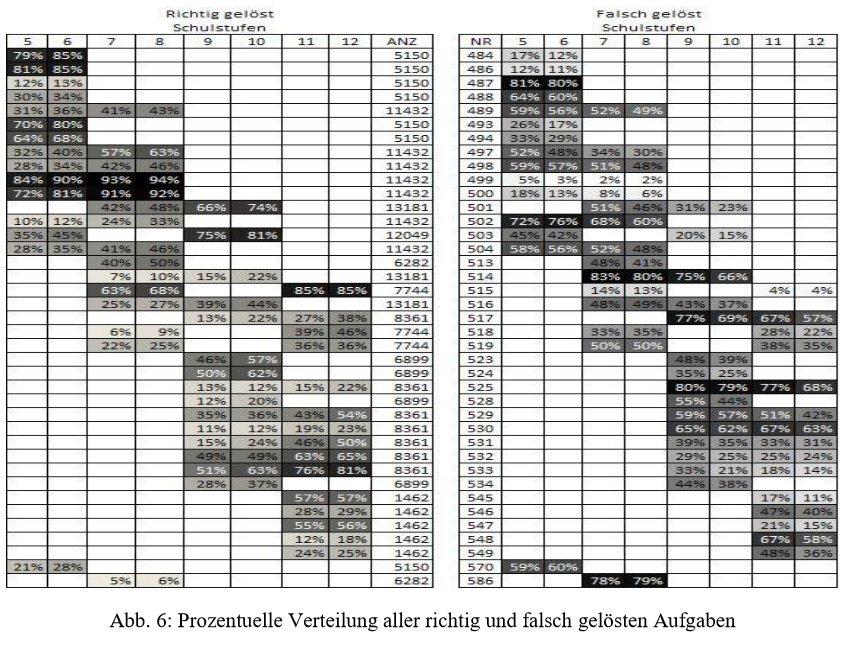 Richtig gelöst
Schulstufen
5 6 7 8 9 10 11 12 ANZ
79% 85% 5150
81% 85% 5150
12% 13% 5150
30% 34% 5150
31% 36% 41% 43% 11432
70% 80% 5150
64% 68% 5150
32% 40% 57% 63% 11432
28% 34% 42% 46% 11432
84% 90% 93% 94% 11432
72% 81% 91% 92% 11432
42% 48% 66% 74% 13181
10% 12% 24% 33% 11432
35% 45% 75% 81% 12049
28% 35% 41% 46% 11432
40% 50% 6282
7% 10% 15% 22% 13181
63% 68% 85% 85% 7744
25% 27% 39% 44% 13181
13% 22% 27% 38% 8361
6% 9% 39% 46% 7744
22% 25% 36% 36% 7744
46% 57% 6899
50% 62% 6899
13% 12% 15% 22% 8361
12% 20% 6899
35% 36% 43% 54% 8361
11% 12% 19% 23% 8361
15% 24% 46% 50% 8361
49% 49% 63% 65% 8361
51% 63% 76% 81% 8361
28% 37% 6899
57% 57% 1462
28% 29% 1462
55% 56% 1462
12% 18% 1462
24% 25% 1462
21% 28% 5150
5% 6% 6282
Falsch gelöst
Schulstufen
NR 5 6 7 8 9 10 11 12
484 17% 12%
486 12% 11%
487 81% 80%
488 64% 60%
489 59% 56% 52% 49%
493 26% 17%
494 33% 29%
497 52% 48% 34% 30%
498 59% 57% 51% 48%
499 5% 3% 2% 2%
500 18% 13% 8% 6%
501 51% 46% 31% 23%
502 72% 76% 68% 60%
503 45% 42% 20% 15%
504 58% 56% 52% 48%
513 48% 41%
514 83% 80% 75% 66%
515 14% 13% 4% 4%
516 48% 49% 43% 37%
517 77% 69% 67% 57%
518 33% 35% 28% 22%
519 50% 50% 38% 35%
523 48% 39%
524 35% 25%
525 80% 79% 77% 68%
528 55% 44%
529 59% 57% 51% 42%
530 65% 62% 67% 63%
531 39% 35% 33% 31%
532 29% 25% 25% 24%
533 33% 21% 18% 14%
534 44% 38%
545 17% 11%
546 47% 40%
547 21% 15%
548 67% 58%
549 48% 36%
570 59% 60%
586 78% 79%
Abb. 6: Prozentuelle Verteilung aller richtig und falsch gelösten Aufgaben